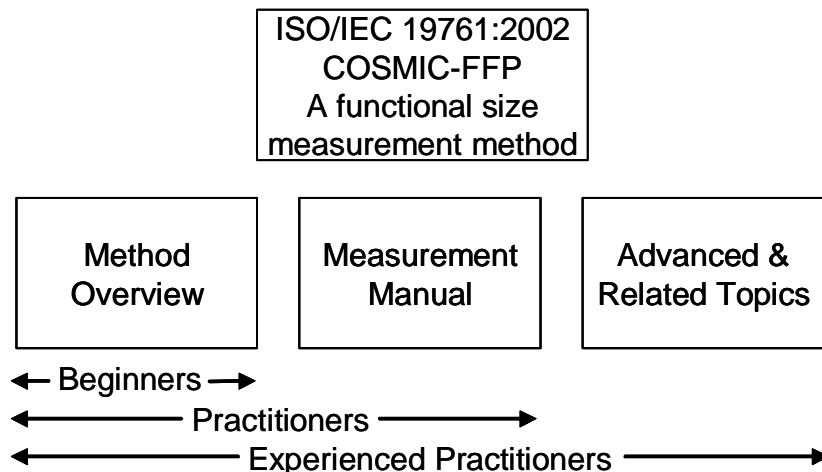 ISO/IEC 19761:2002
COSMIC-FFP
A functional size
measurement method
Method
Overview
Measurement
Manual
Advanced &
Related Topics
Beginners
Practitioners
Experienced Practitioners